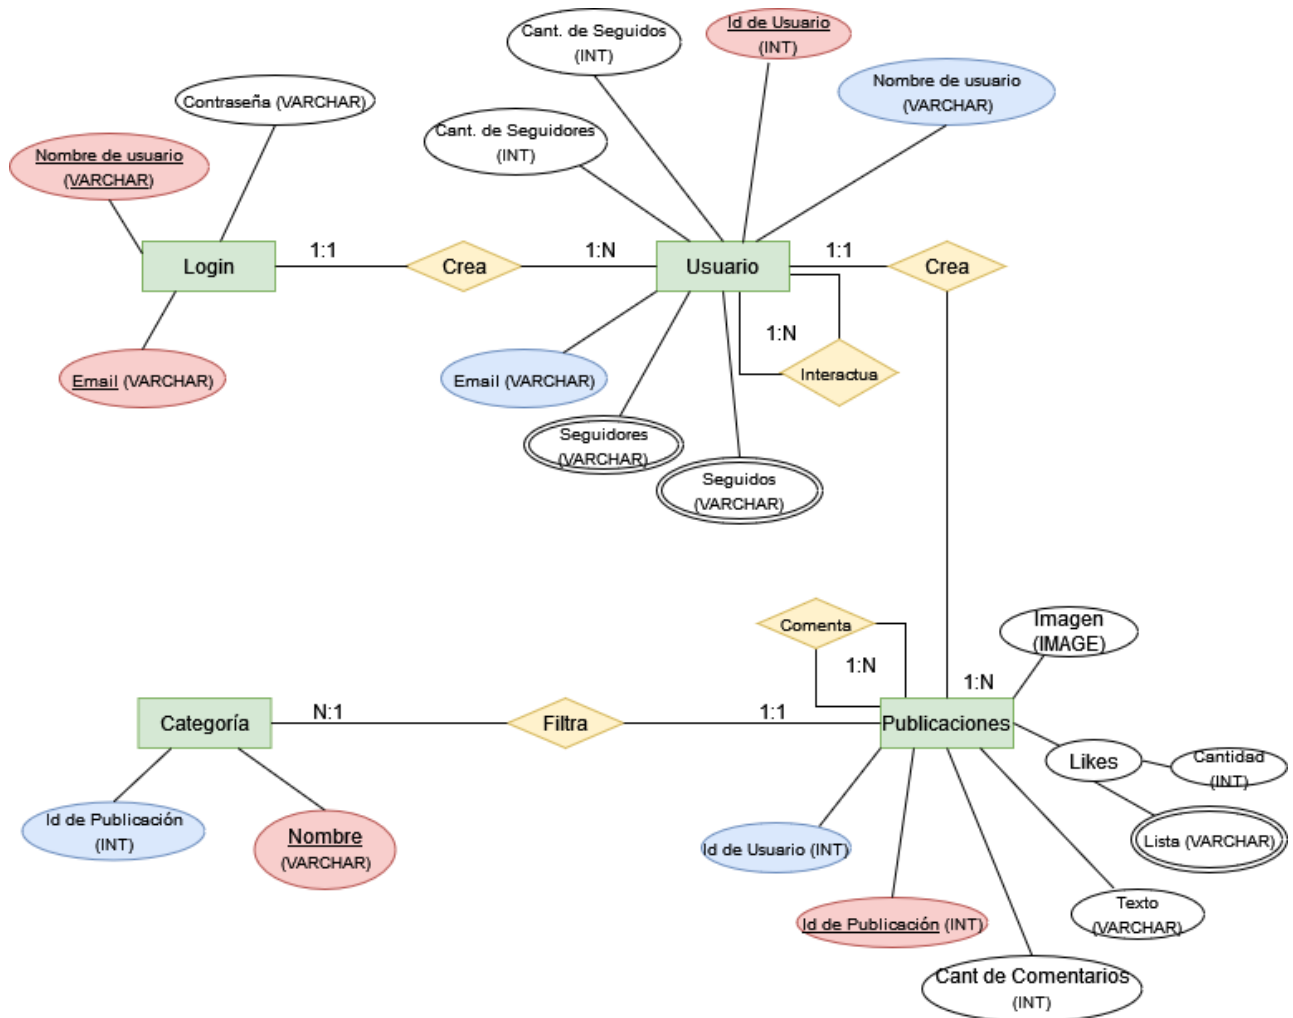 Cant. de Seguidos
(INT)
Id de Usuario
(INT)
Nombre de usuario
(VARCHAR)
Contraseña (VARCHAR)
Cant. de Seguidores
(INT)
Nombre de usuario
(VARCHAR)
Login
1:1
Crea
1:N
Usuario
1:1
Crea
1:N
Interactua
Email (VARCHAR)
Email (VARCHAR)
Seguidores
(VARCHAR)
Seguidos
(VARCHAR)
Comenta
1:N
Imagen
(IMAGE)
1:N
Categoría
N:1
Filtra
1:1
Publicaciones
Likes
Cantidad
(INT)
Lista (VARCHAR)
Id de Publicación
(INT)
Nombre
(VARCHAR)
Id de Usuario (INT)
Id de Publicación (INT)
Texto
(VARCHAR)
Cant de Comentarios
(INT)